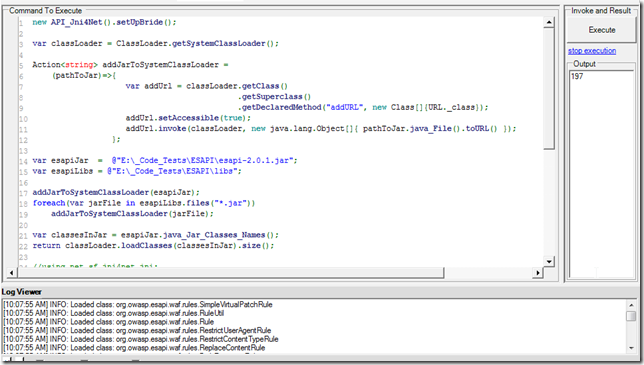 Command To Execute
1 new API_Jni4Net().setUpBride();
2
3 var classLoader = ClassLoader.getSystemClassLoader();
4
5 Action<string> addJarToSystemClassLoader =
6 (pathToJar)=>{
7 var addUrl = classLoader.getClass()
8 .getSuperclass()
9 .getDeclaredMethod("addURL", new Class[]{URL._class});
10 addUrl.setAccessible(true);
11 addUrl.invoke(classLoader, new java.lang.Object[]{ pathToJar.java_File().toURL() });
12 };
13
14 var esapiJar = @"E:\_Code_Tests\ESAPI\esapi-2.0.1.jar";
15 var esapiLibs = @"E:\_Code_Tests\ESAPI\libs";
16
17 addJarToSystemClassLoader(esapiJar);
18 foreach(var jarFile in esapiLibs.files("*.jar"))
19 addJarToSystemClassLoader(jarFile);
20
21 var classesInJar = esapiJar.java_Jar_Classes_Names();
22 return classLoader.loadClasses(classesInJar).size();
23
24 //using net.sf.jni4net.jni;
Invoke and Result
Execute
stop execution
Output
197
Log Viewer
[10:07:55 AM] INFO: Loaded class: org.owasp.esapi.waf.rules.SimpleVirtualPatchRule
[10:07:55 AM] INFO: Loaded class: org.owasp.esapi.waf.rules.RuleUtil
[10:07:55 AM] INFO: Loaded class: org.owasp.esapi.waf.rules.Rule
[10:07:55 AM] INFO: Loaded class: org.owasp.esapi.waf.rules.RestrictUserAgentRule
[10:07:55 AM] INFO: Loaded class: org.owasp.esapi.waf.rules.RestrictContentTypeRule
[10:07:55 AM] INFO: Loaded class: org.owasp.esapi.waf.rules.ReplaceContentRule